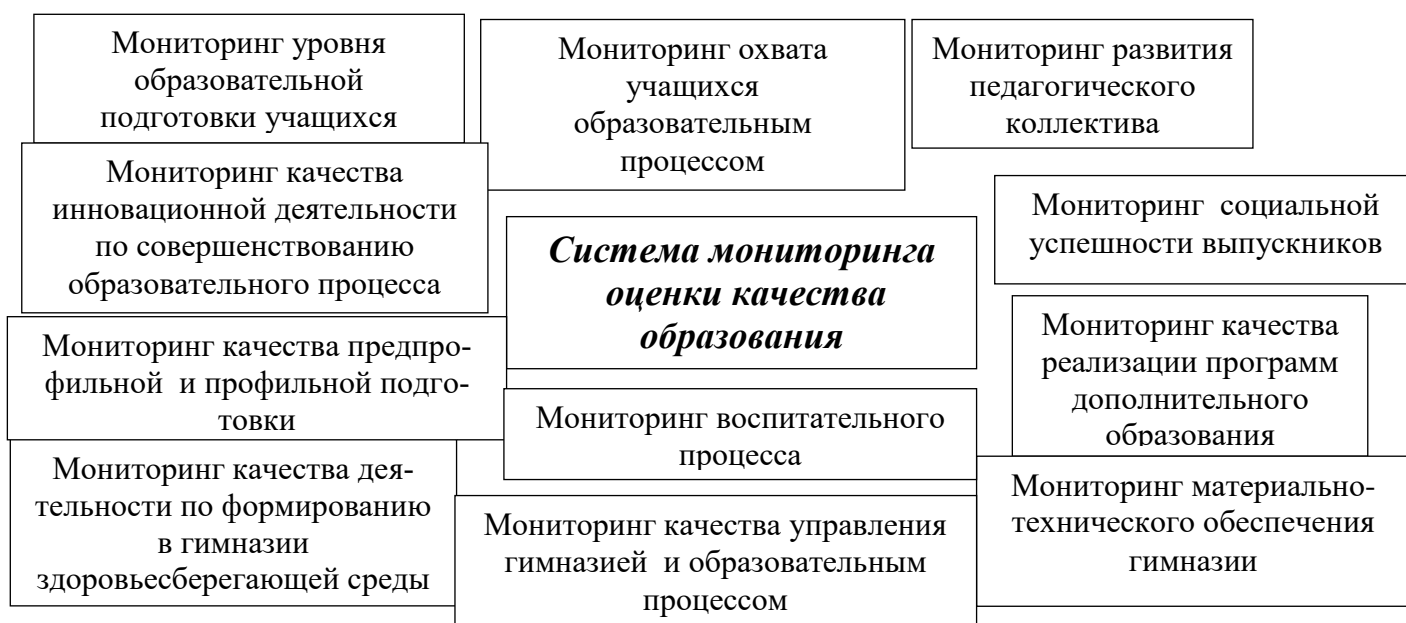 Мониторинг уровня
образовательной
подготовки учащихся
Мониторинг охвата
учащихся
образовательным
процессом
Мониторинг развития
педагогического
коллектива
Мониторинг качества
инновационной деятельности
по совершенствованию
образовательного процесса
Система мониторинга
оценки качества
образования
Мониторинг социальной
успешности выпускников
Мониторинг качества предпро-
фильной и профильной подго-
товки
Мониторинг качества
реализации программ
дополнительного
образования
Мониторинг воспитательного
процесса
Мониторинг качества дея-
тельности по формированию
в гимназии
здоровьесберегающей среды
Мониторинг качества управления
гимназией и образовательным
процессом
Мониторинг материально-
технического обеспечения
гимназии